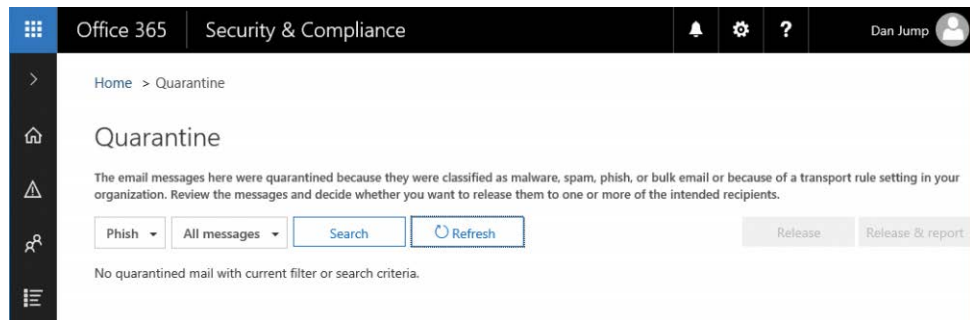 Office 365 Security & Compliance ? Dan Jump
Home > Quarantine
Quarantine
The email messages here were quarantined because they were classified as malware, spam, phish, or bulk email or because of a transport rule setting in your
organization. Review the messages and decide whether you want to release them to one or more of the intended recipients.
Phish All messages Search Refresh Release Release & report
No quarantined mail with current filter or search criteria.